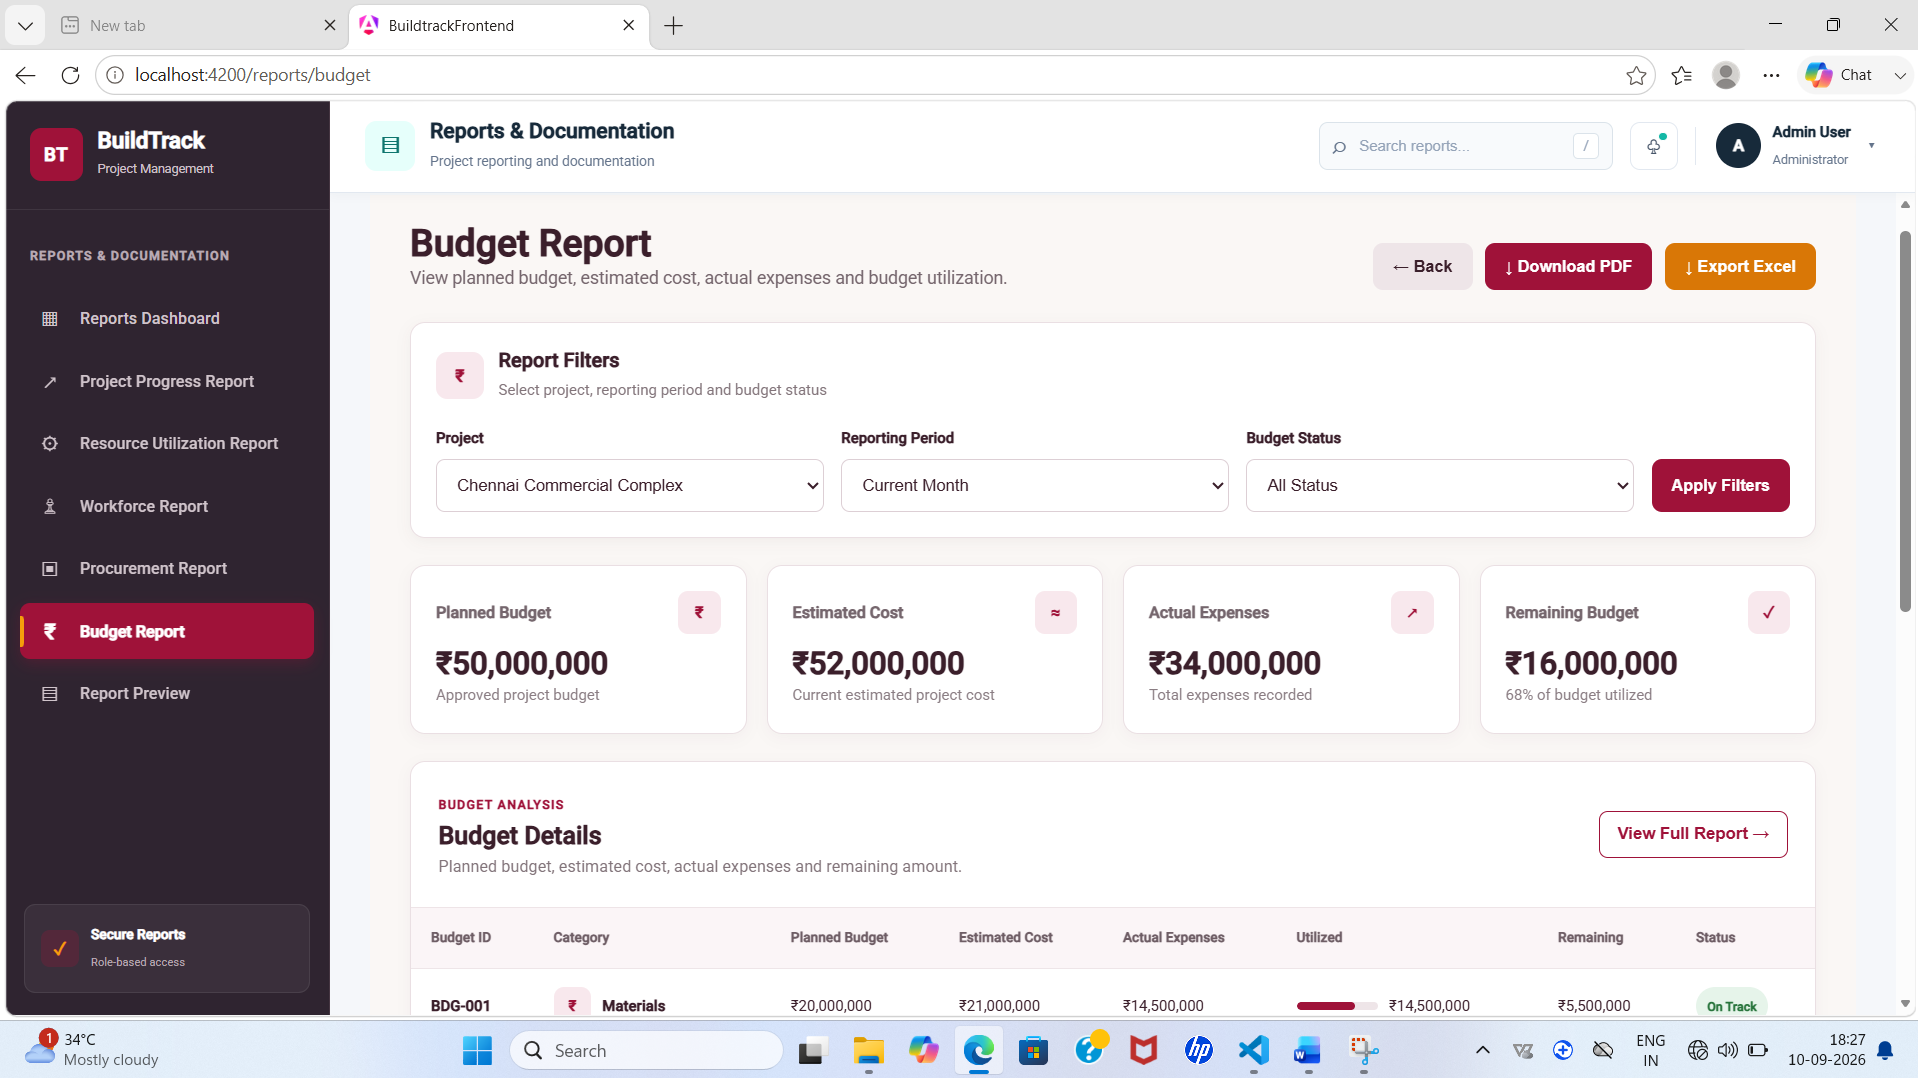 New tab
BuildtrackFrontend
localhost:4200/reports/budget
Chat
BT
BuildTrack
Project Management
REPORTS & DOCUMENTATION
Reports Dashboard
Project Progress Report
Resource Utilization Report
Workforce Report
Procurement Report
₹ Budget Report
Report Preview
✓
Secure Reports
Role-based access
Reports & Documentation
Project reporting and documentation
Search reports...
/
A
Admin User
Administrator
Budget Report
View planned budget, estimated cost, actual expenses and budget utilization.
← Back
↓ Download PDF
↓ Export Excel
₹
Report Filters
Select project, reporting period and budget status
Project
Reporting Period
Budget Status
Chennai Commercial Complex
Current Month
All Status
Apply Filters
Planned Budget
₹
₹50,000,000
Approved project budget
Estimated Cost
≈
₹52,000,000
Current estimated project cost
Actual Expenses
↗
₹34,000,000
Total expenses recorded
Remaining Budget
✓
₹16,000,000
68% of budget utilized
BUDGET ANALYSIS
Budget Details
Planned budget, estimated cost, actual expenses and remaining amount.
View Full Report →
Budget ID Category Planned Budget Estimated Cost Actual Expenses Utilized Remaining Status
BDG-001 ₹ Materials ₹20,000,000 ₹21,000,000 ₹14,500,000 ₹14,500,000 ₹5,500,000 On Track
1
34°C
Mostly cloudy
Search
ENG
IN
18:27
10-09-2026